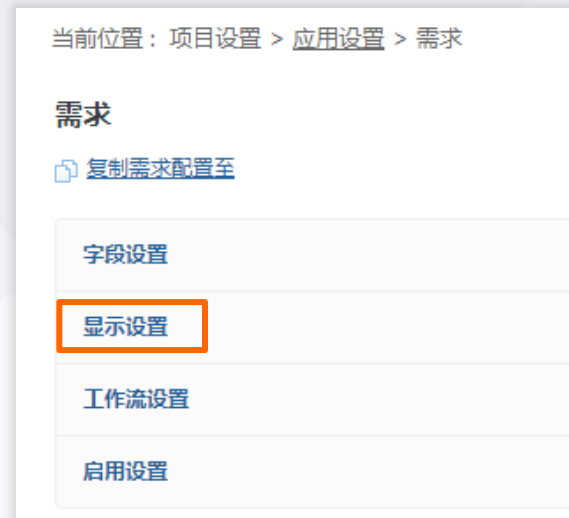 当前位置：项目设置 > 应用设置 > 需求
需求
复制需求配置至
字段设置
显示设置
工作流设置
启用设置